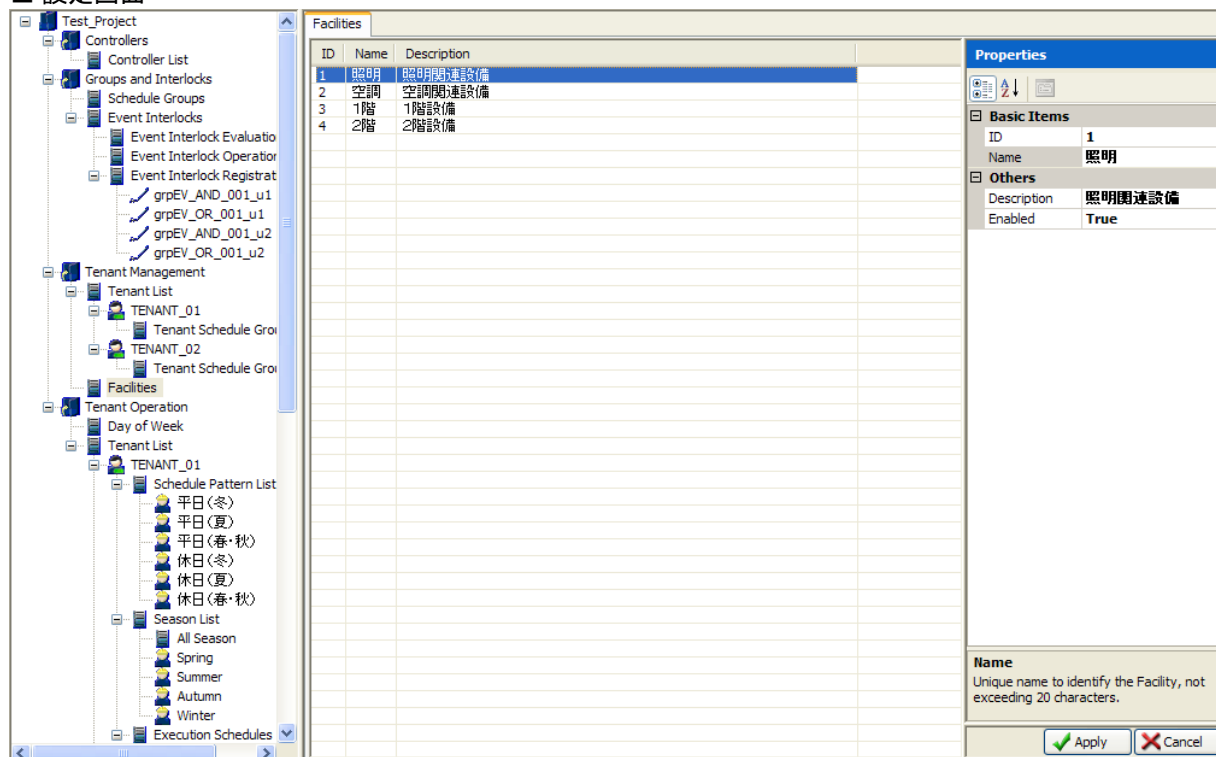 Test_Project
Controllers
Controller List
Groups and Interlocks
Schedule Groups
Event Interlocks
Event Interlock Evaluatio
Event Interlock Operation
Event Interlock Registrat
grpEV_AND_001_u1
grpEV_OR_001_u1
grpEV_AND_001_u2
grpEV_OR_001_u2
Tenant Management
Tenant List
TENANT_01
Tenant Schedule Grou
TENANT_02
Tenant Schedule Grou
Facilities
Tenant Operation
Day of Week
Tenant List
TENANT_01
Schedule Pattern List
平日(冬)
平日(夏)
平日(春・秋)
休日(冬)
休日(夏)
休日(春・秋)
Season List
All Season
Spring
Summer
Autumn
Winter
Execution Schedules
Facilities
ID Name Description
1 照明 照明関連設備
2 空調 空調関連設備
3 1階 1階設備
4 2階 2階設備
Properties
Basic Items
ID 1
Name 照明
Others
Description 照明関連設備
Enabled True
Name
Unique name to identify the Facility, not
exceeding 20 characters.
Apply Cancel